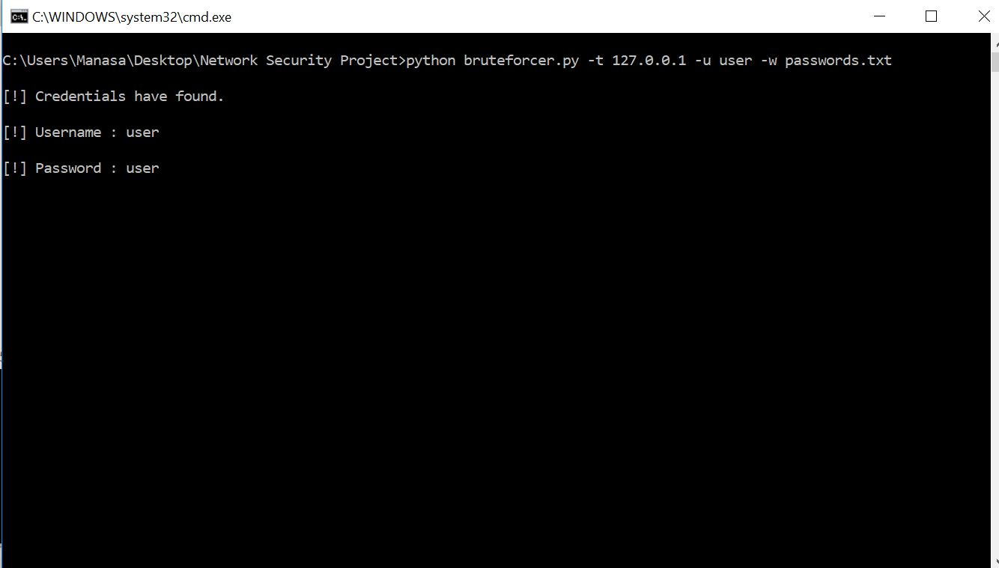 C:\WINDOWS\system32\cmd.exe
C:\Users\Manasa\Desktop\Network Security Project>python bruteforcer.py -t 127.0.0.1 -u user -w passwords.txt
[!] Credentials have found.
[!] Username : user
[!] Password : user